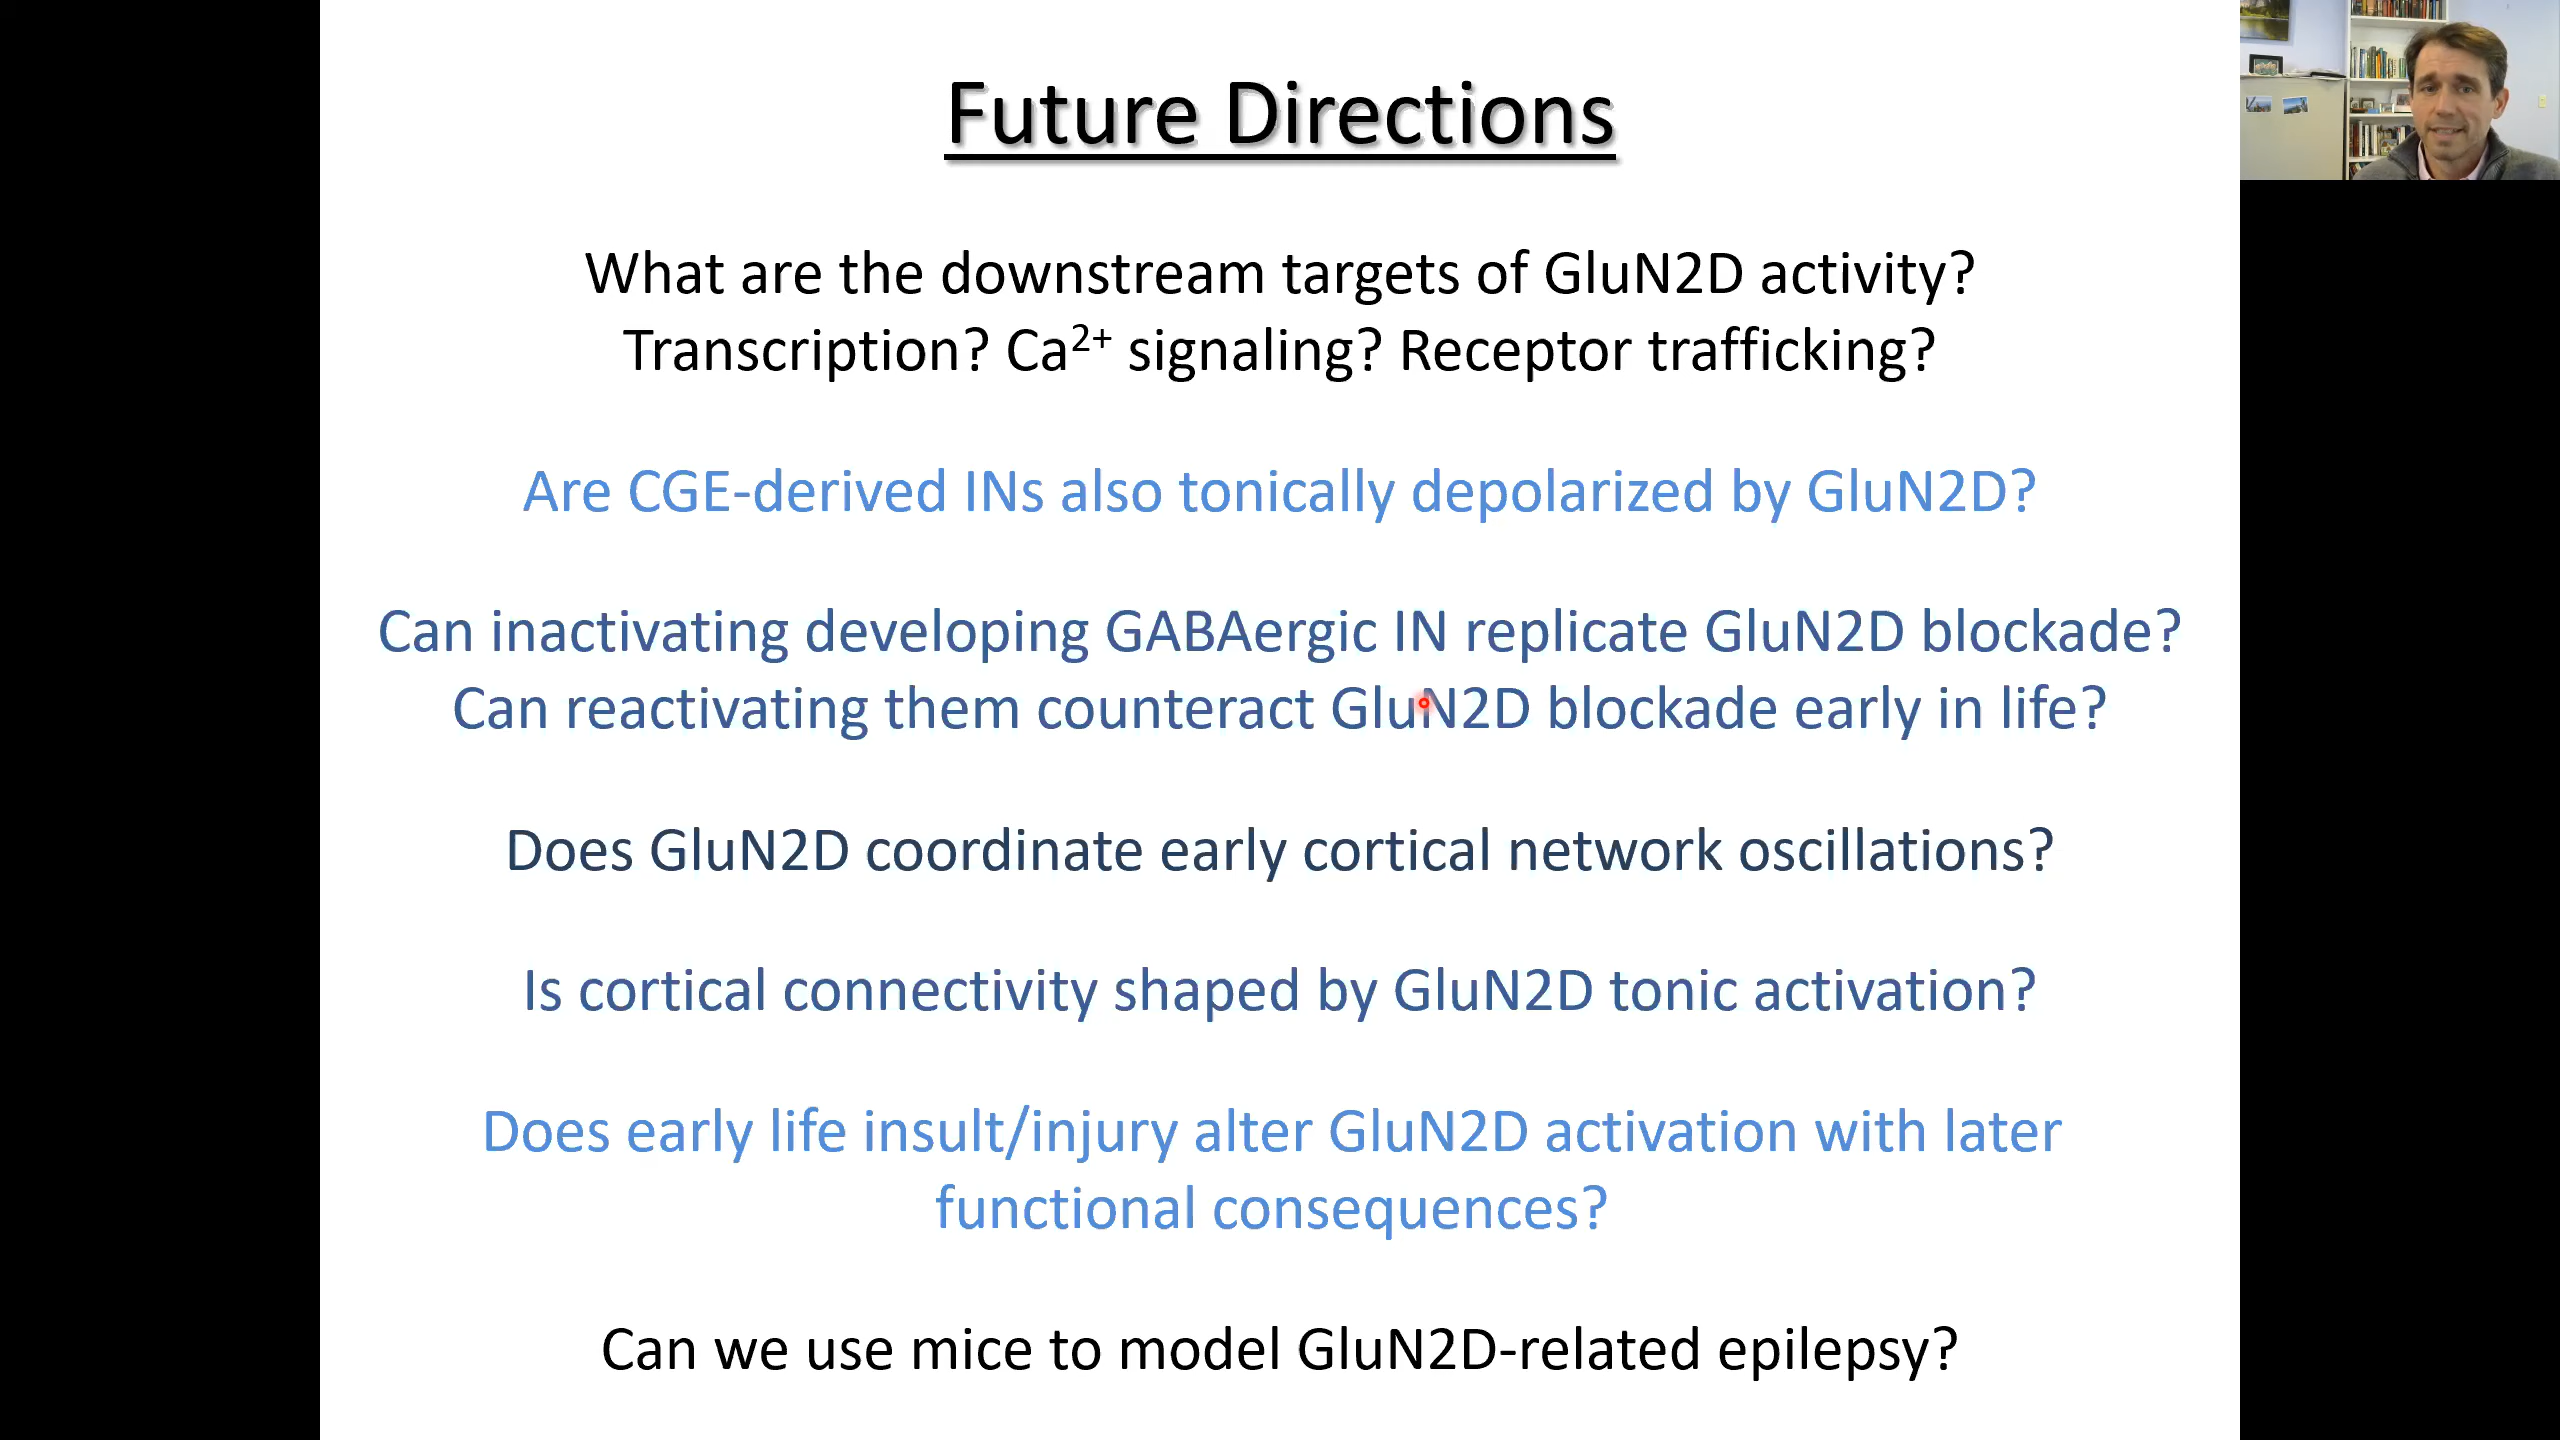 Future Directions
What are the downstream targets of GluN2D activity?
Transcription? Ca²⁺ signaling? Receptor trafficking?
Are CGE-derived INs also tonically depolarized by GluN2D?
Can inactivating developing GABAergic IN replicate GluN2D blockade?
Can reactivating them counteract GluN2D blockade early in life?
Does GluN2D coordinate early cortical network oscillations?
Is cortical connectivity shaped by GluN2D tonic activation?
Does early life insult/injury alter GluN2D activation with later
functional consequences?
Can we use mice to model GluN2D-related epilepsy?